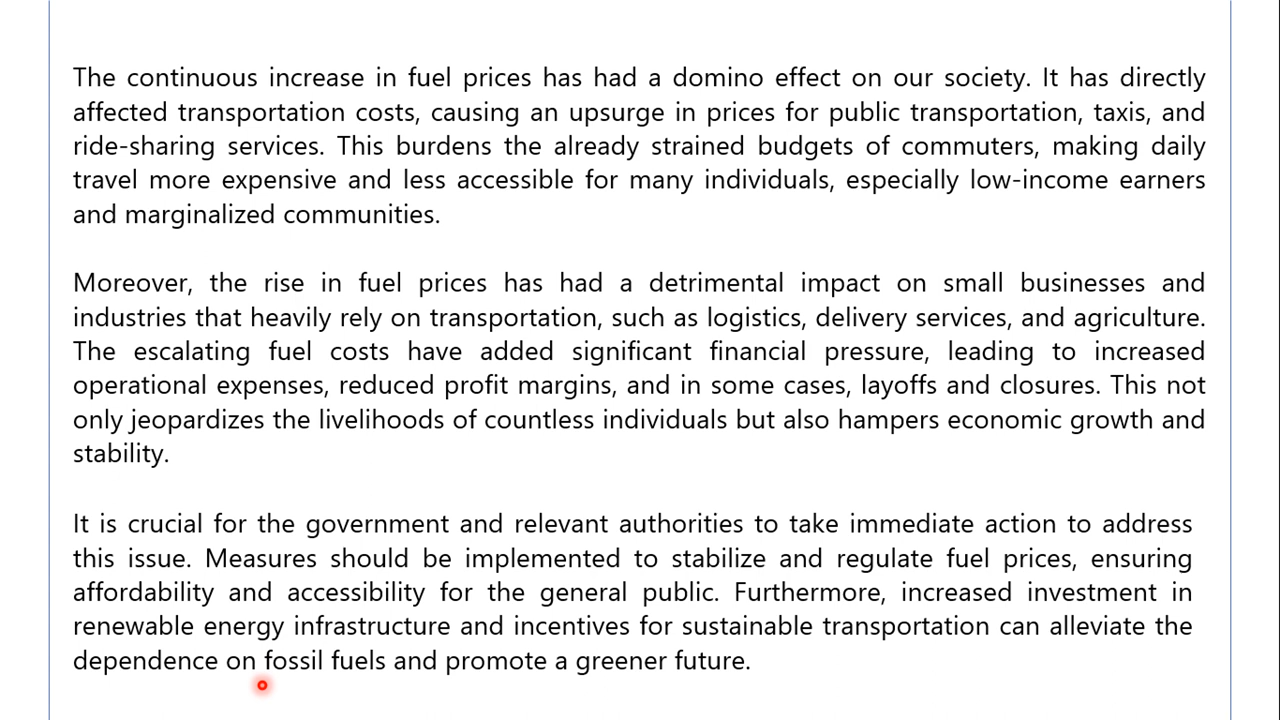 The continuous increase in fuel prices has had a domino effect on our society. It has directly
affected transportation costs, causing an upsurge in prices for public transportation, taxis, and
ride-sharing services. This burdens the already strained budgets of commuters, making daily
travel more expensive and less accessible for many individuals, especially low-income earners
and marginalized communities.
Moreover, the rise in fuel prices has had a detrimental impact on small businesses and
industries that heavily rely on transportation, such as logistics, delivery services, and agriculture.
The escalating fuel costs have added significant financial pressure, leading to increased
operational expenses, reduced profit margins, and in some cases, layoffs and closures. This not
only jeopardizes the livelihoods of countless individuals but also hampers economic growth and
stability.
It is crucial for the government and relevant authorities to take immediate action to address
this issue. Measures should be implemented to stabilize and regulate fuel prices, ensuring
affordability and accessibility for the general public. Furthermore, increased investment in
renewable energy infrastructure and incentives for sustainable transportation can alleviate the
dependence on fossil fuels and promote a greener future.